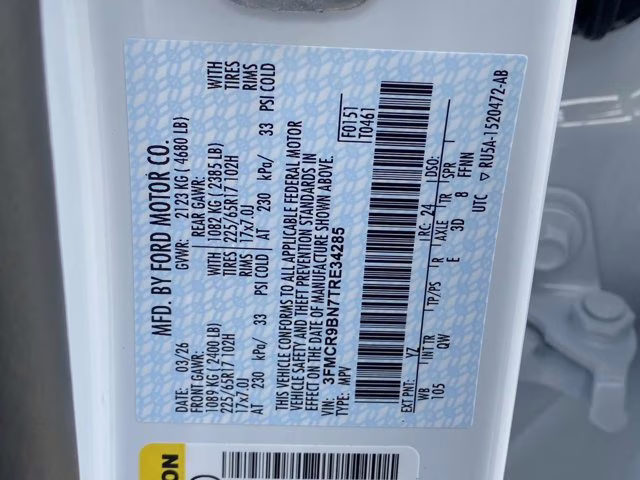 MFD. BY FORD MOTOR CO.
DATE: 03/26 GVWR: 2123 KG ( 4680 LB)
FRONT GAWR: REAR GAWR:
1089 KG ( 2400LB) 1082 KG ( 2385LB) WITH
225/65R17 102H 225/65R17 102H TIRES
17x7.0J 17x7.0J RIMS
AT 230 kPa/ 33 AT 230 kPa/ 33 PSI COLD
THIS VEHICLE CONFORMS TO ALL APPLICABLE FEDERAL MOTOR
VEHICLE SAFETY AND THEFT PREVENTION STANDARDS IN
EFFECT ON THE DATE OF MANUFACTURE SHOWN ABOVE.
VIN: 3FMCR9BN7TRE34285
TYPE: MPV
F0151
T0461
EXT PNT: YZ RC: 24 DSO:
WB INT TR TP/PS R AXLE TR SPR
105 QW E 3D 8 FFNN
UTC ▽ RU5A-1520472-AB
WITH
TIRES
RIMS
PSI COLD
ON